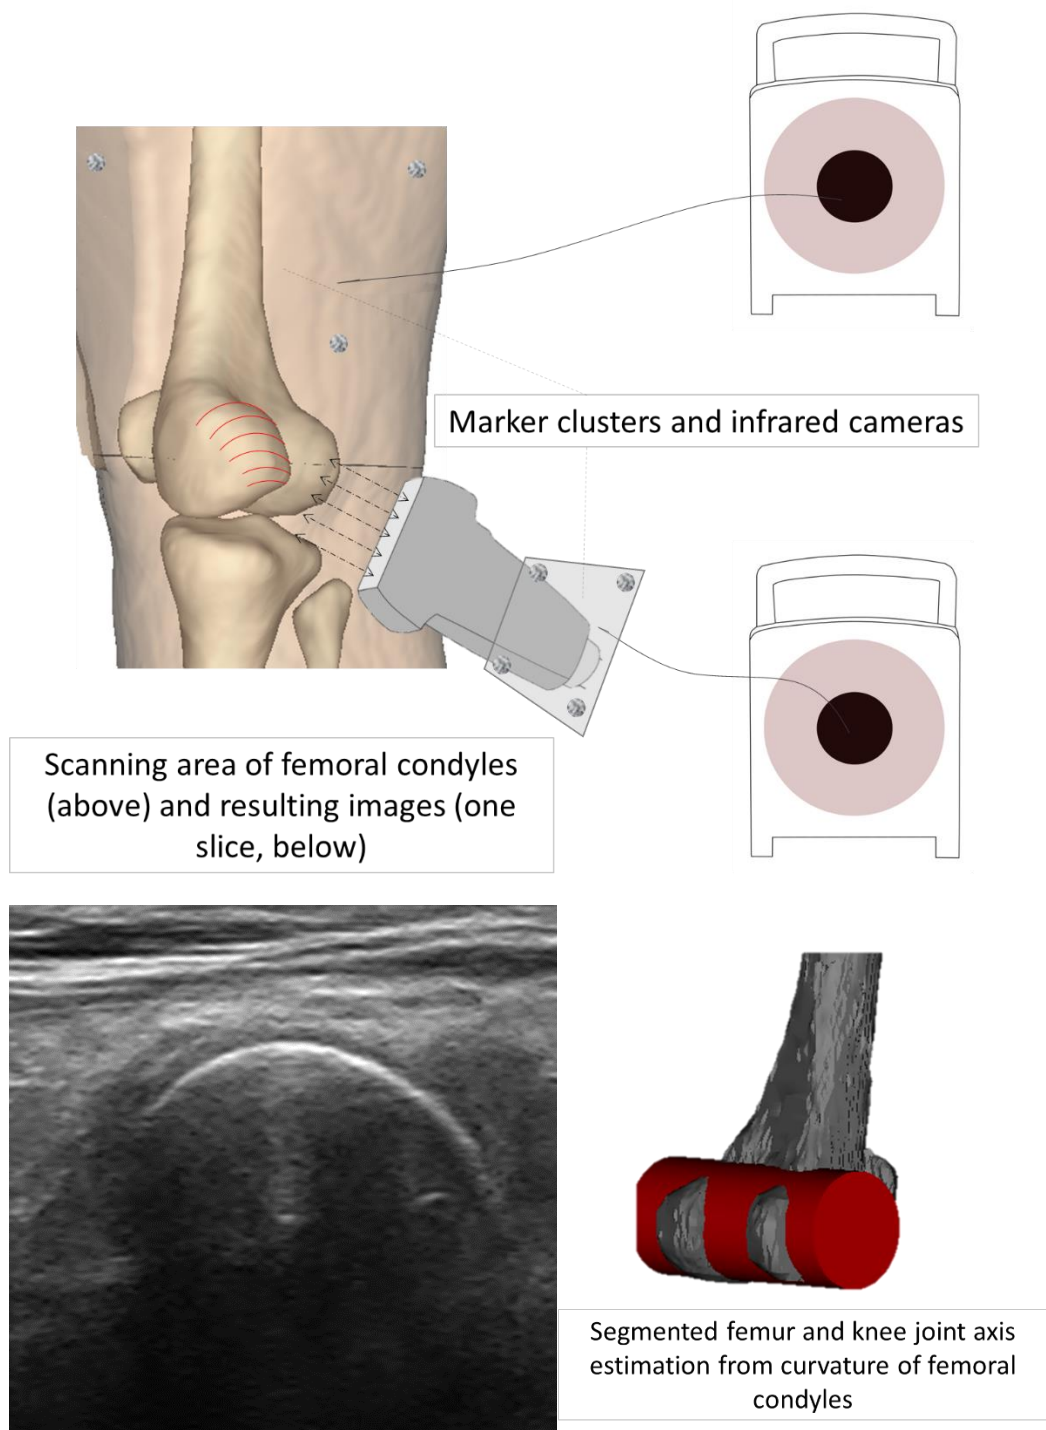 Marker clusters and infrared cameras
Scanning area of femoral condyles
(above) and resulting images (one
slice, below)
Segmented femur and knee joint axis
estimation from curvature of femoral
condyles